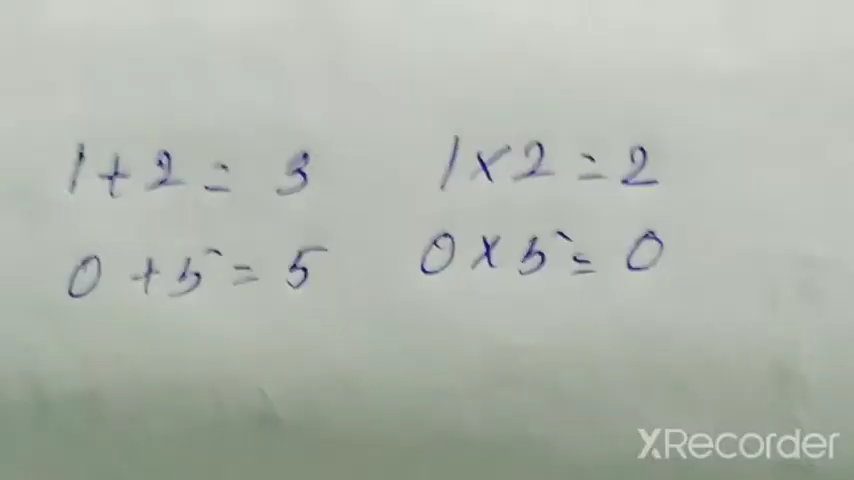 1 + 2 = 3 1 × 2 = 2
0 + 5 = 5 0 × 5 = 0
XRecorder